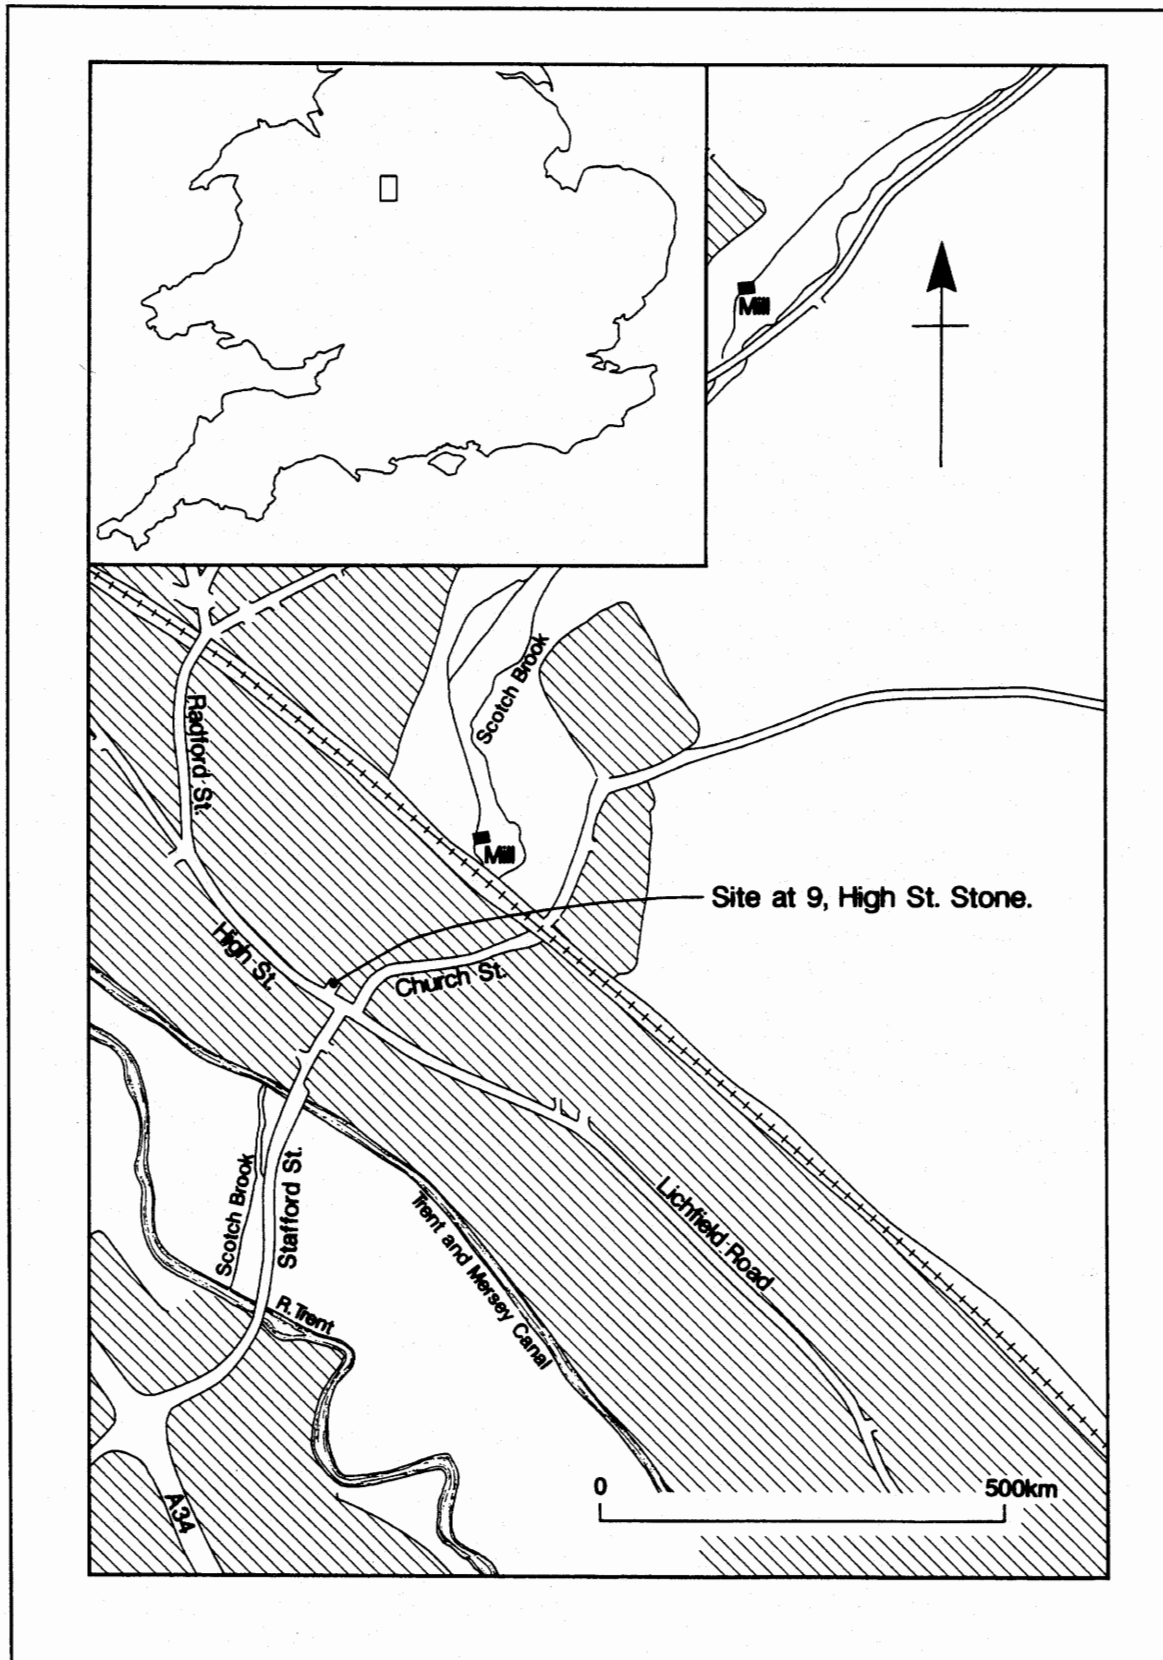 Mill
Scotch Brook
Radford St.
Mill
Site at 9, High St. Stone.
High St.
Church St.
Scotch Brook
Stafford St.
Trent and Mersey Canal
Lichfield Road
R. Trent
A34
0
500km